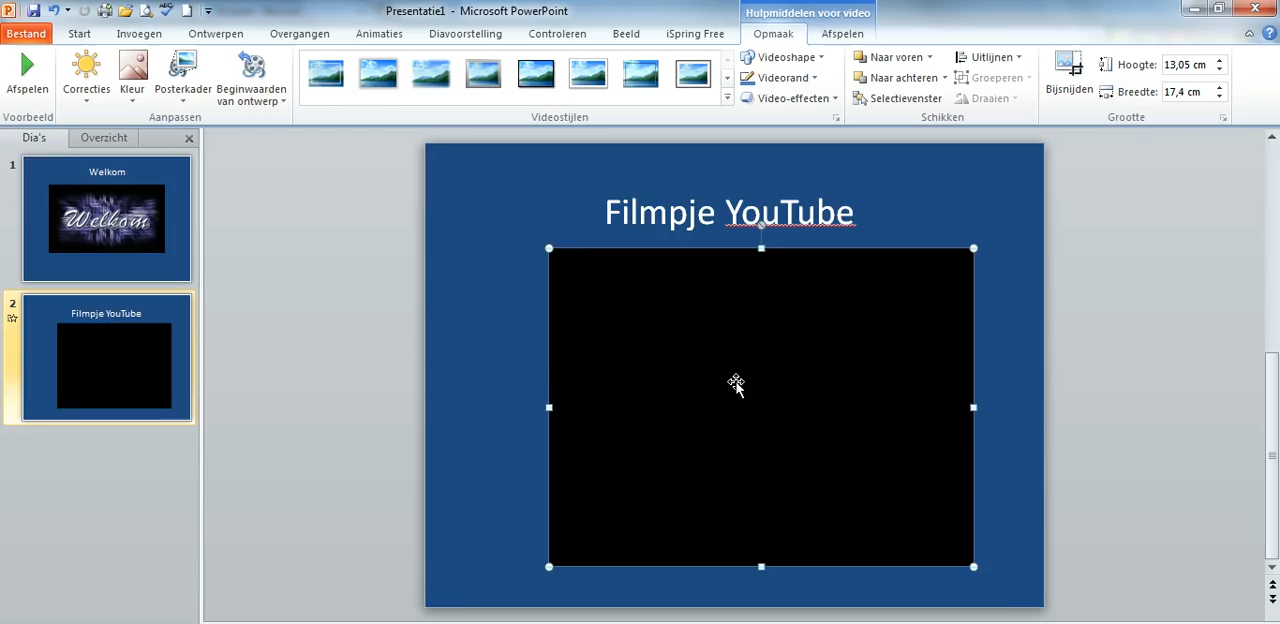 Presentatie1 - Microsoft PowerPoint
Hulpmiddelen voor video
Bestand Start Invoegen Ontwerpen Overgangen Animaties Diavoorstelling Controleren Beeld iSpring Free Opmaak Afspelen
Afspelen
Correcties
Kleur
Posterkader
Beginwaarden van ontwerp
Videoshape
Videorand
Video-effecten
Naar voren
Naar achteren
Selectievenster
Uitlijnen
Groeperen
Draaien
Bijsnijden
Hoogte: 13,05 cm
Breedte: 17,4 cm
Voorbeeld Aanpassen Videostijlen Schikken Grootte
Dia's Overzicht
1
Welkom
Welkom
2
Filmpje YouTube
Filmpje YouTube